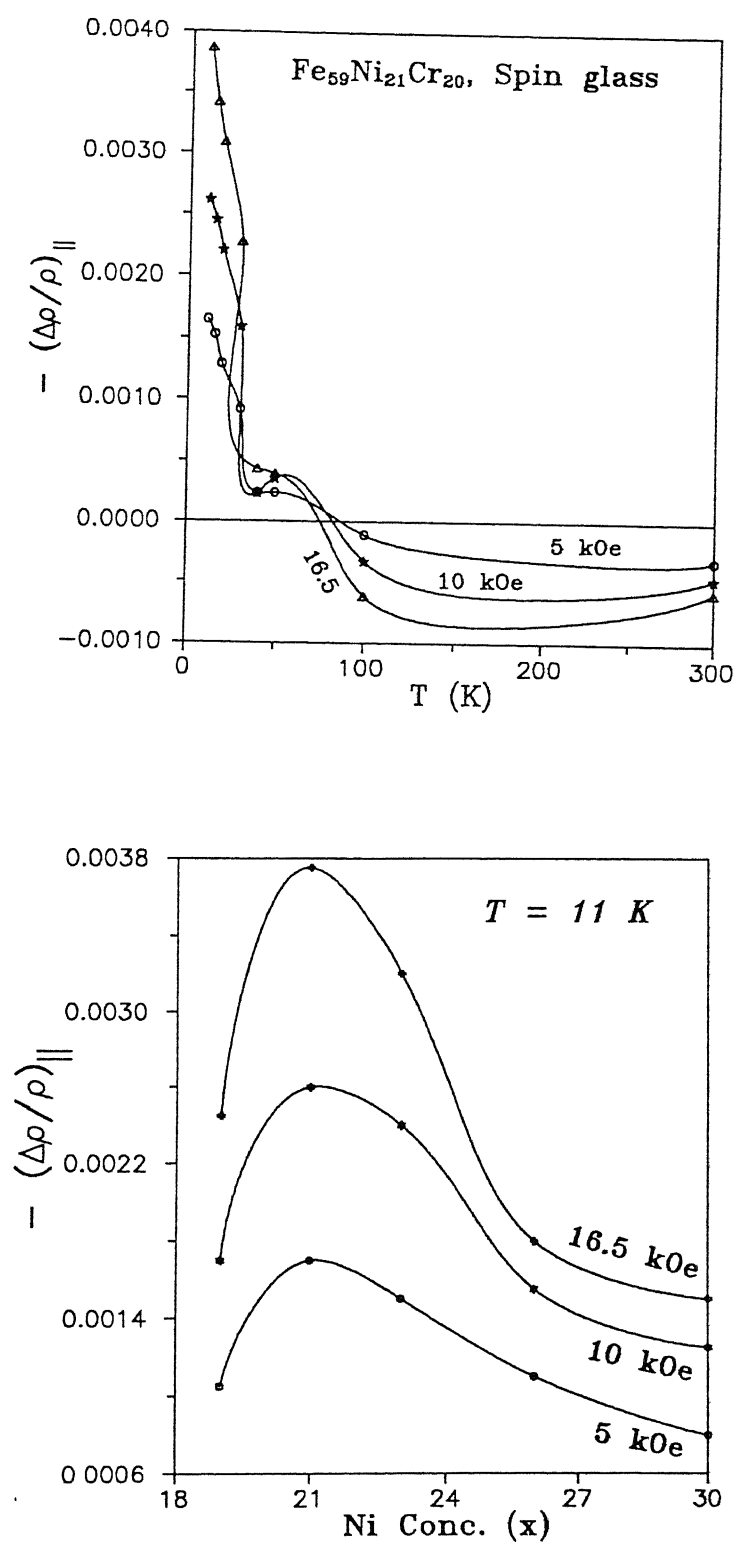 0.0040
Fe₅₉Ni₂₁Cr₂₀, Spin glass
0.0030
0.0020
− (Δρ/ρ)∥
0.0010
0.0000
−0.0010
5 kOe
10 kOe
16.5
0 100 200 300
T (K)
0.0038
T = 11 K
0.0030
− (Δρ/ρ)∥
0.0022
16.5 kOe
0.0014
10 kOe
5 kOe
0 0006
18 21 24 27 30
Ni Conc. (x)